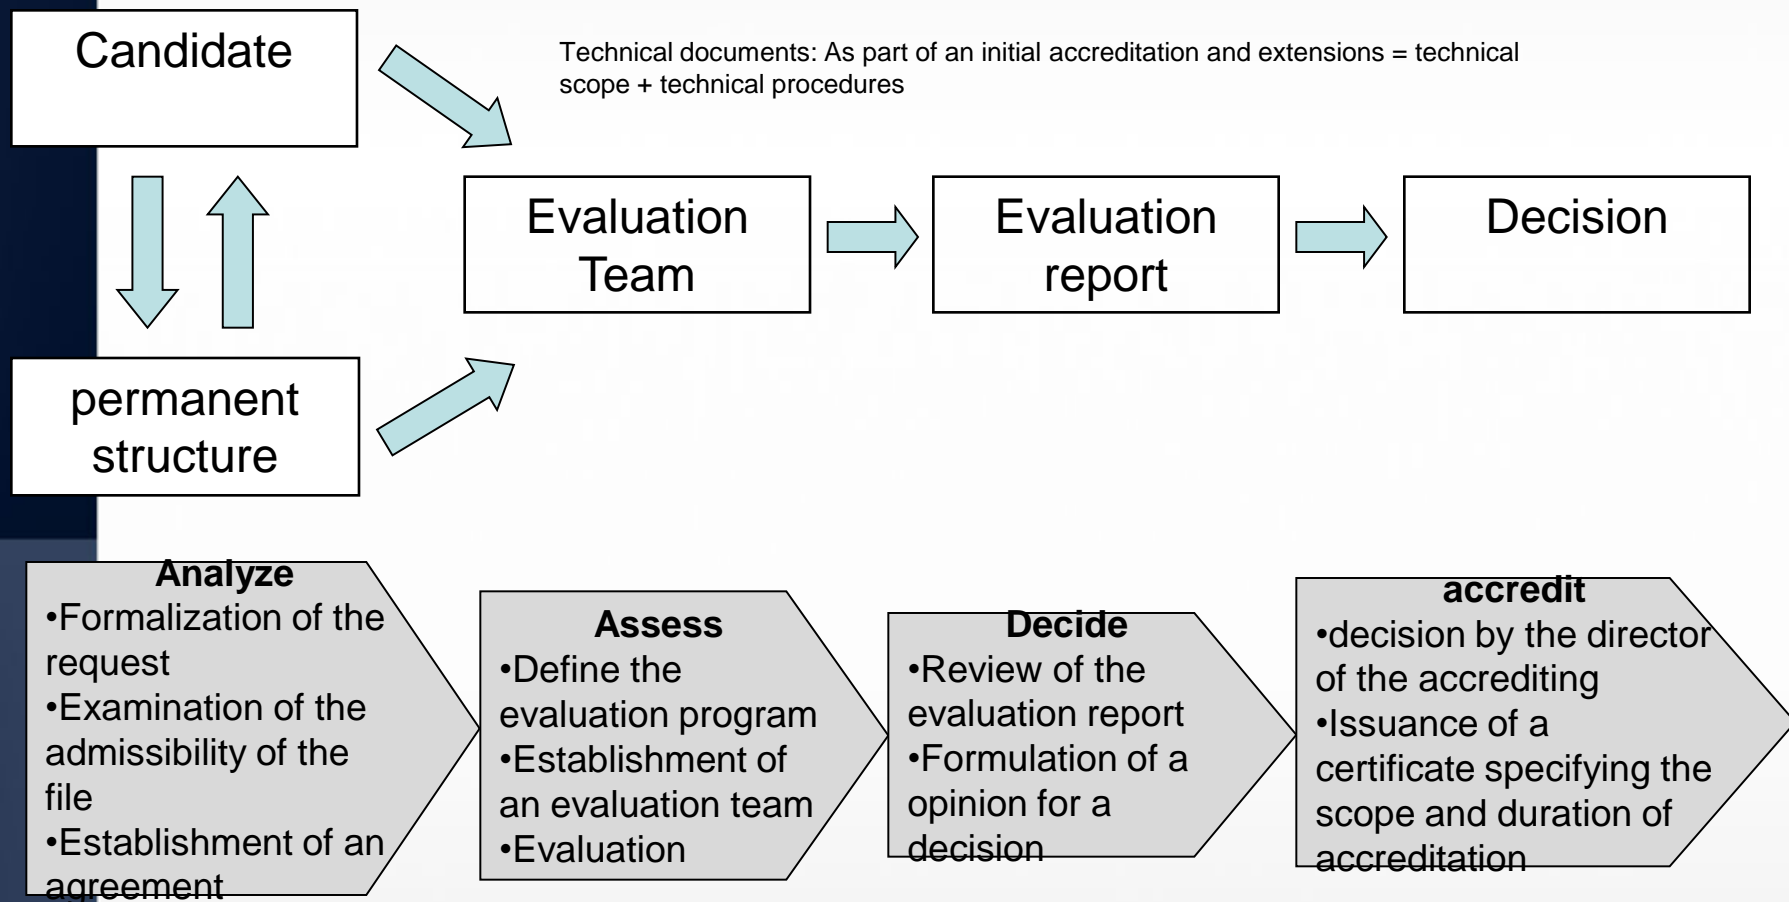 Candidate
Technical documents: As part of an initial accreditation and extensions = technical
scope + technical procedures
Evaluation
Team
Evaluation
report
Decision
permanent
structure
Analyze
•Formalization of the
request
•Examination of the
admissibility of the
file
•Establishment of an
agreement
Assess
•Define the
evaluation program
•Establishment of
an evaluation team
•Evaluation
Decide
•Review of the
evaluation report
•Formulation of a
opinion for a
decision
accredit
•decision by the director
of the accrediting
•Issuance of a
certificate specifying the
scope and duration of
accreditation